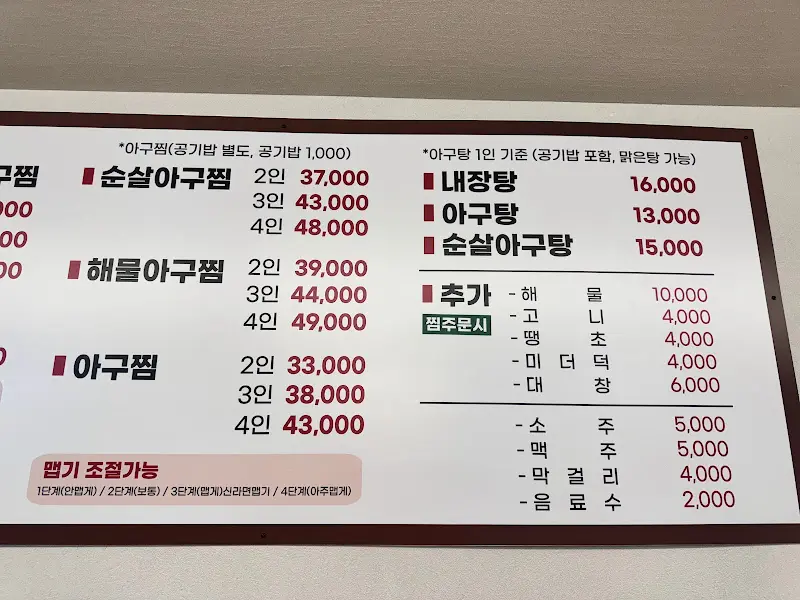 *아구찜(공기밥 별도, 공기밥 1,000)
순살아구찜 2인 37,000
3인 43,000
4인 48,000
해물아구찜 2인 39,000
3인 44,000
4인 49,000
아구찜 2인 33,000
3인 38,000
4인 43,000
맵기 조절가능
1단계(안맵게) / 2단계(보통) / 3단계(맵게)신라면맵기 / 4단계(아주맵게)
*아구탕 1인 기준 (공기밥 포함, 맑은탕 가능)
내장탕 16,000
아구탕 13,000
순살아구탕 15,000
추가 - 해 물 10,000
찜주문시 - 고 니 4,000
- 땡 초 4,000
- 미 더 덕 4,000
- 대 창 6,000
- 소 주 5,000
- 맥 주 5,000
- 막 걸 리 4,000
- 음 료 수 2,000